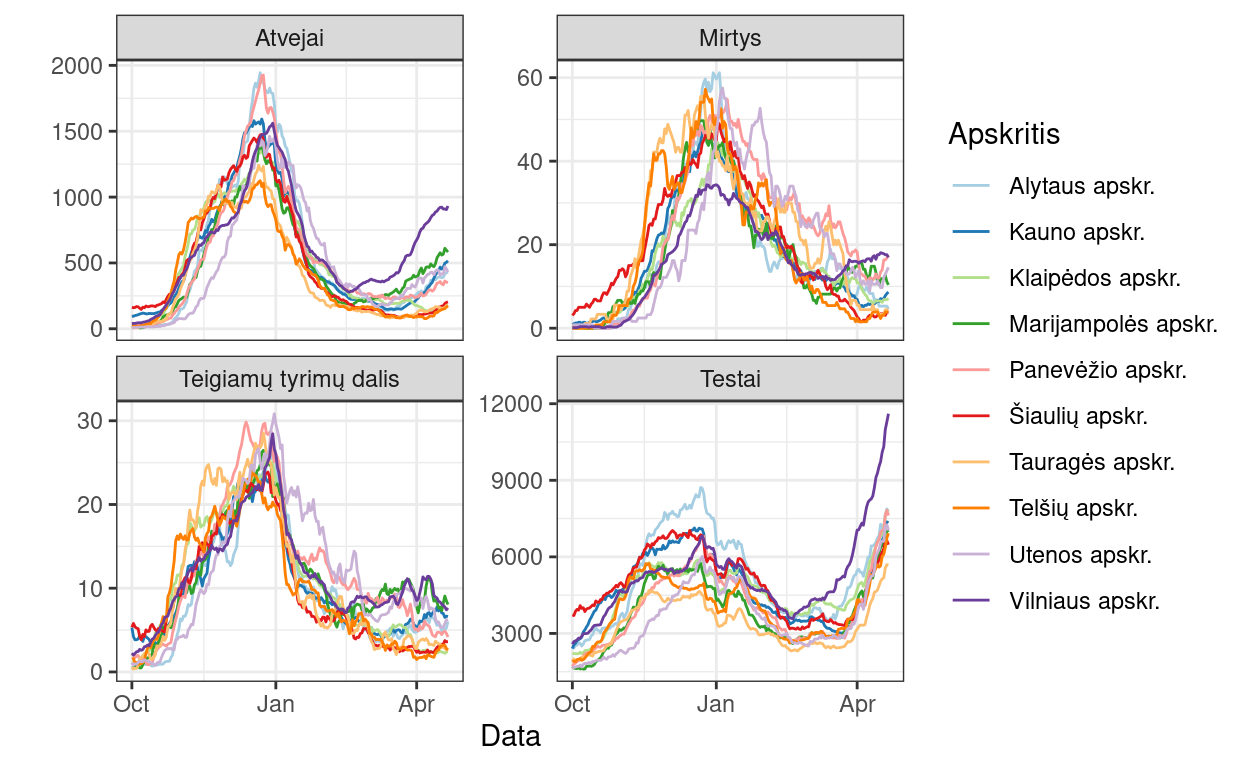 Atvejai
Mirtys
2000
1500
1000
500
0
60
40
20
0
Teigiamų tyrimų dalis
Testai
30
20
10
0
12000
9000
6000
3000
Oct Jan Apr
Oct Jan Apr
Data
Apskritis
Alytaus apskr.
Kauno apskr.
Klaipėdos apskr.
Marijampolės apskr.
Panevėžio apskr.
Šiaulių apskr.
Tauragės apskr.
Telšių apskr.
Utenos apskr.
Vilniaus apskr.